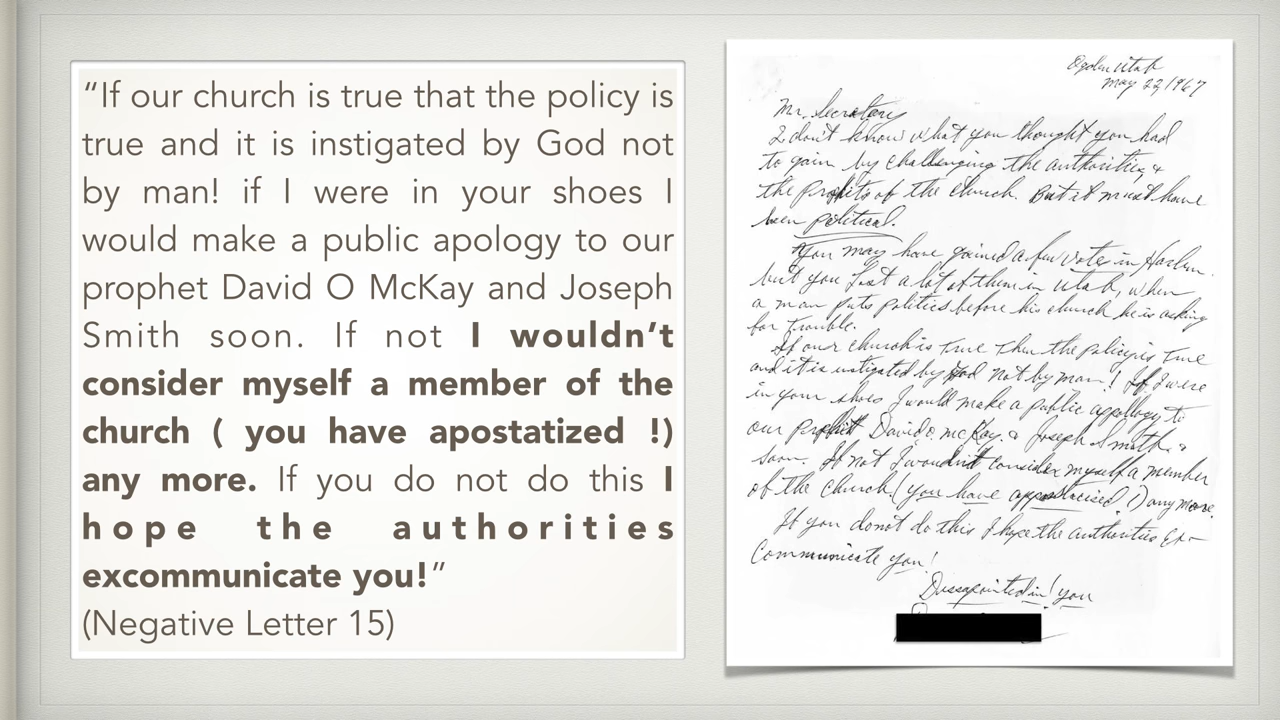 “If our church is true that the policy is
true and it is instigated by God not
by man! if I were in your shoes I
would make a public apology to our
prophet David O McKay and Joseph
Smith soon. If not I wouldn’t
consider myself a member of the
church ( you have apostatized !)
any more. If you do not do this I
hope the authorities
excommunicate you!”
(Negative Letter 15)
Ogden Utah
May 22, 1967
Mr. Secretary
I don't know what you thought you had
to gain by challenging the authorities &
the profits of the church. But it must have
been political.
You may have gained a few votes in Harlem
but you lost a lot of them in Utah, when
a man puts politics before his church he is asking
for trouble.
If our church is true then the policy is true
and it is instigated by God not by man! If I were
in your shoes I would make a public apology to
our prophit David O. McKay & Joseph Smith &
soon. If not I wouldn't consider myself a member
of the church (you have !) any more.
If you do not do this I hope the authorities Ex-
communicate you!
Dissapointed in! you